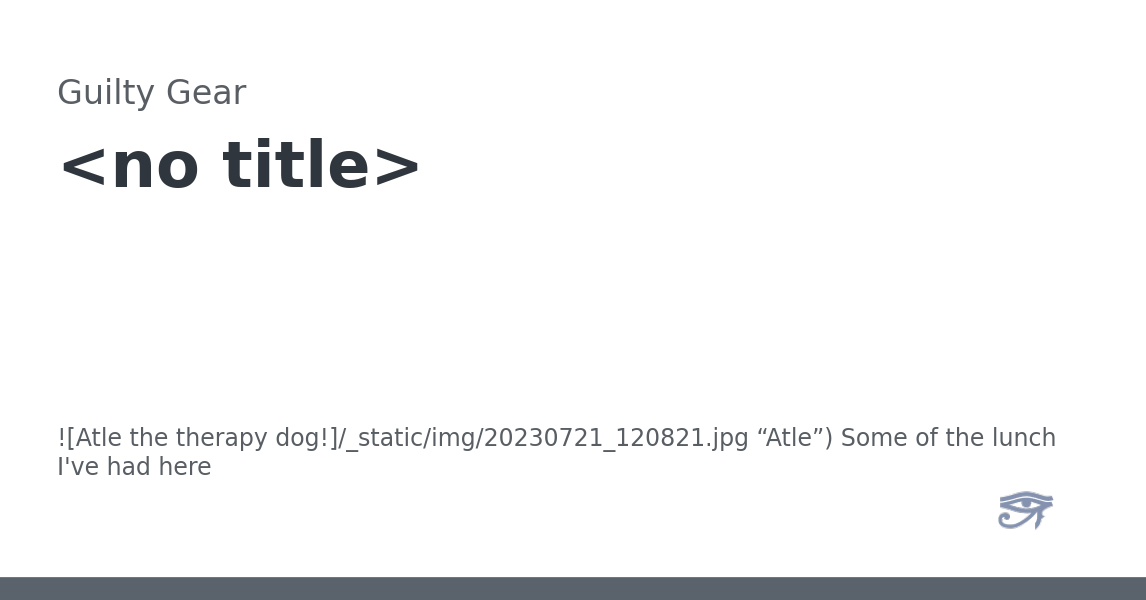 Guilty Gear
<no title>
![Atle the therapy dog!]/_static/img/20230721_120821.jpg “Atle”) Some of the lunch
I've had here